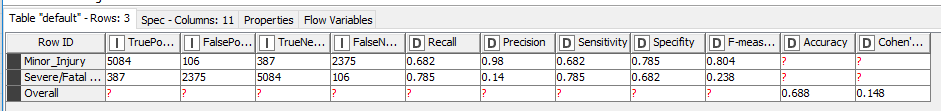 Table "default" - Rows: 3 Spec - Columns: 11 Properties Flow Variables
Row ID I TruePo... I FalsePo... I TrueNe... I FalseN... D Recall D Precision D Sensitivity D Specifity D F-meas... D Accuracy D Cohen'...
Minor_Injury 5084 106 387 2375 0.682 0.98 0.682 0.785 0.804 ? ?
Severe/Fatal ... 387 2375 5084 106 0.785 0.14 0.785 0.682 0.238 ? ?
Overall ? ? ? ? ? ? ? ? ? 0.688 0.148